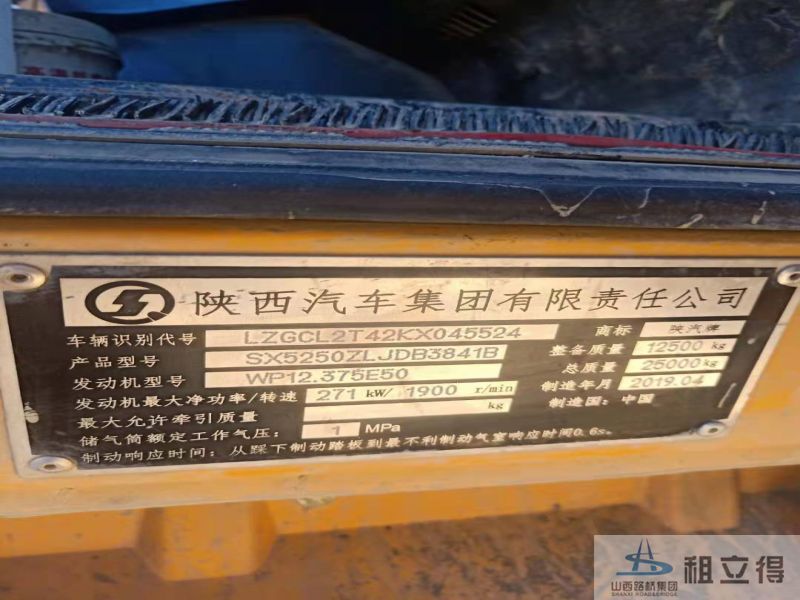 陕西汽车集团有限责任公司
车辆识别代号 LZGCL2T42KX045524 商标 陕汽牌
产品型号 SX5250ZLJDB3841B 整备质量 12500 kg
发动机型号 WP12.375E50 总质量 25000 kg
发动机最大净功率/转速 271 kW/ 1900 r/min 制造年月 2019.04
最大允许牵引质量 kg 制造国: 中国
储气筒额定工作气压: 1 MPa
制动响应时间: 从踩下制动踏板到最不利制动气室响应时间0.6s。
山西路桥集团 租立得
SHANXI ROAD&BRIDGE